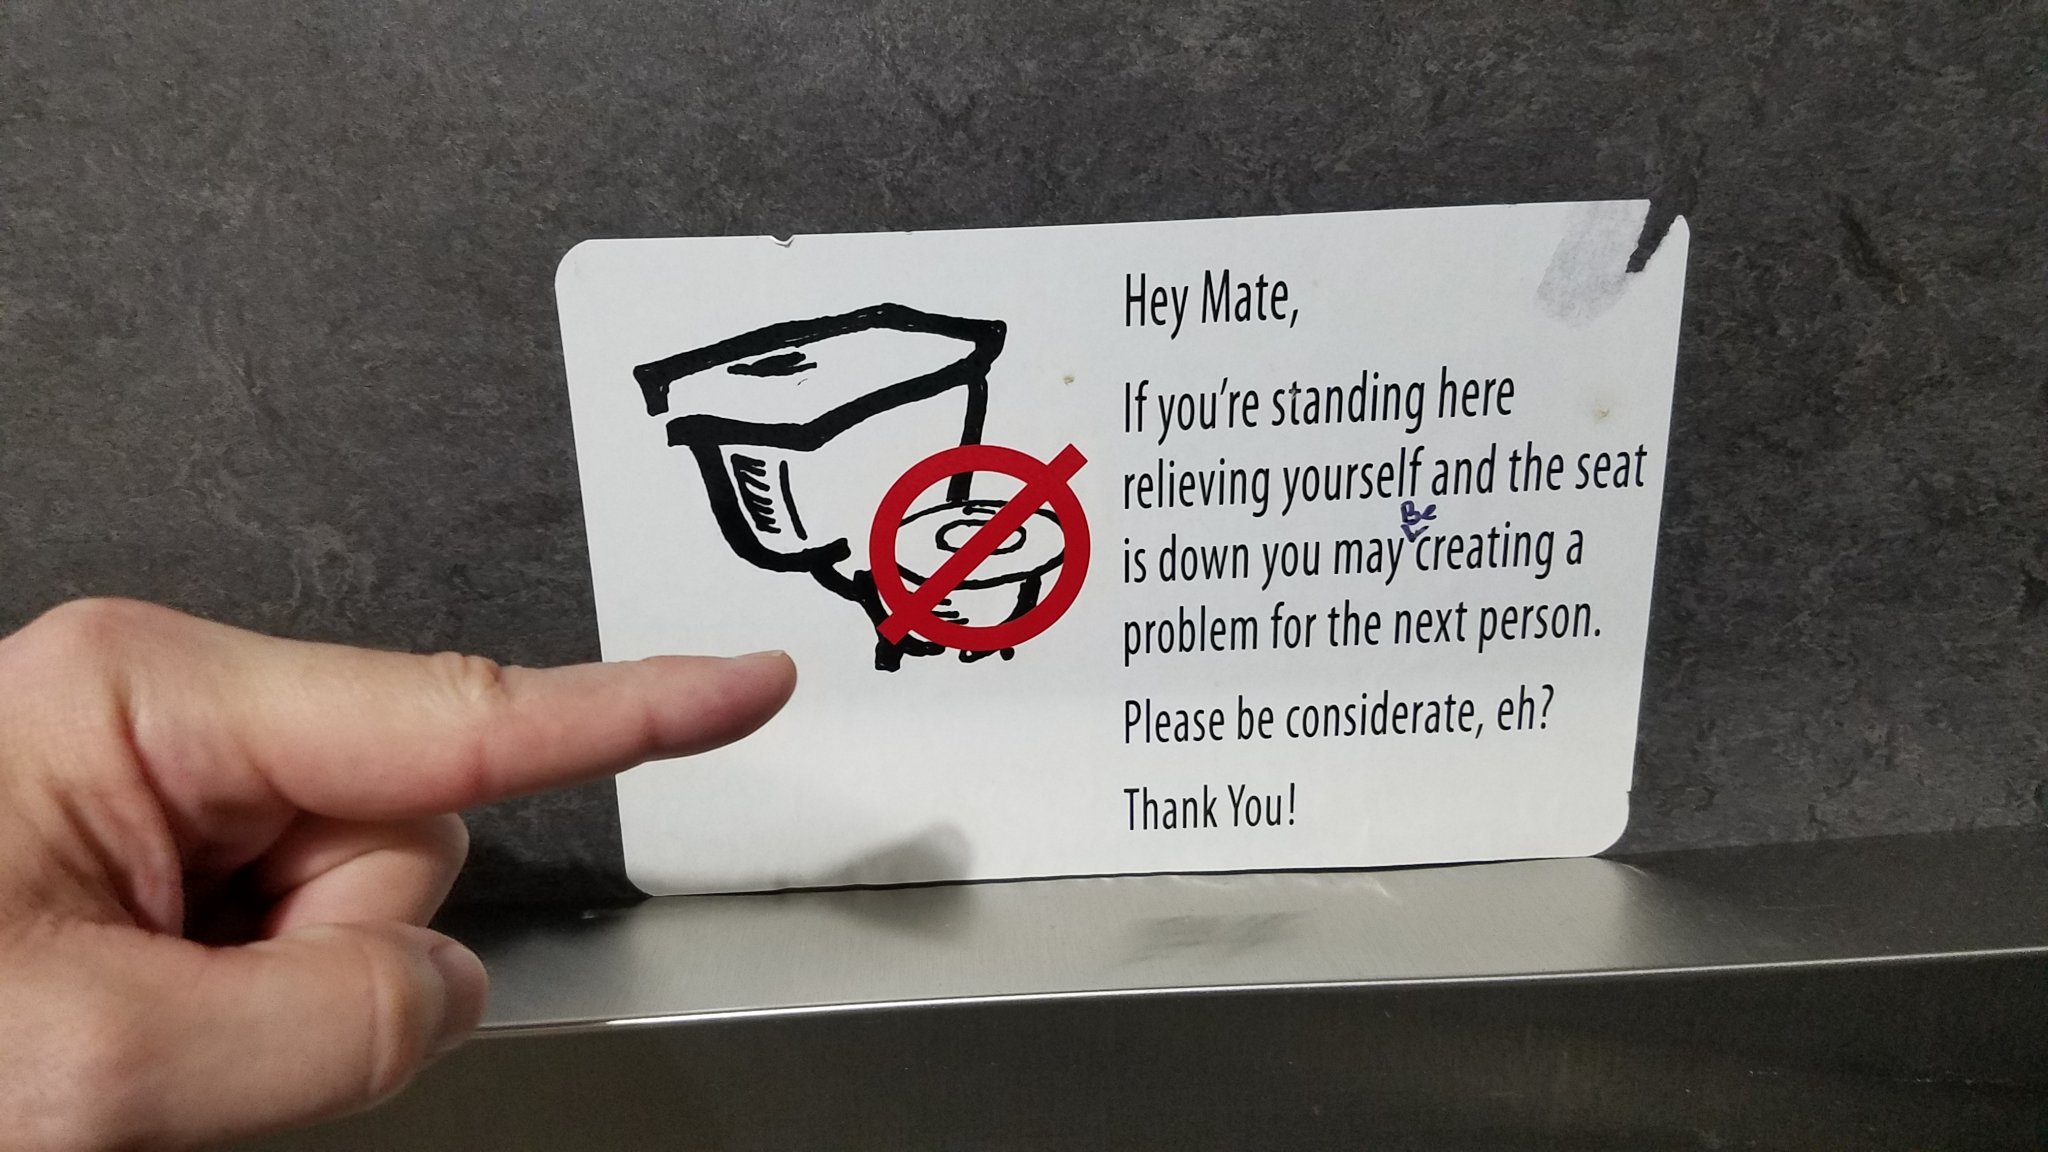 Hey Mate,
If you're standing here
relieving yourself and the seat
Be
is down you may creating a
problem for the next person.
Please be considerate, eh?
Thank You!